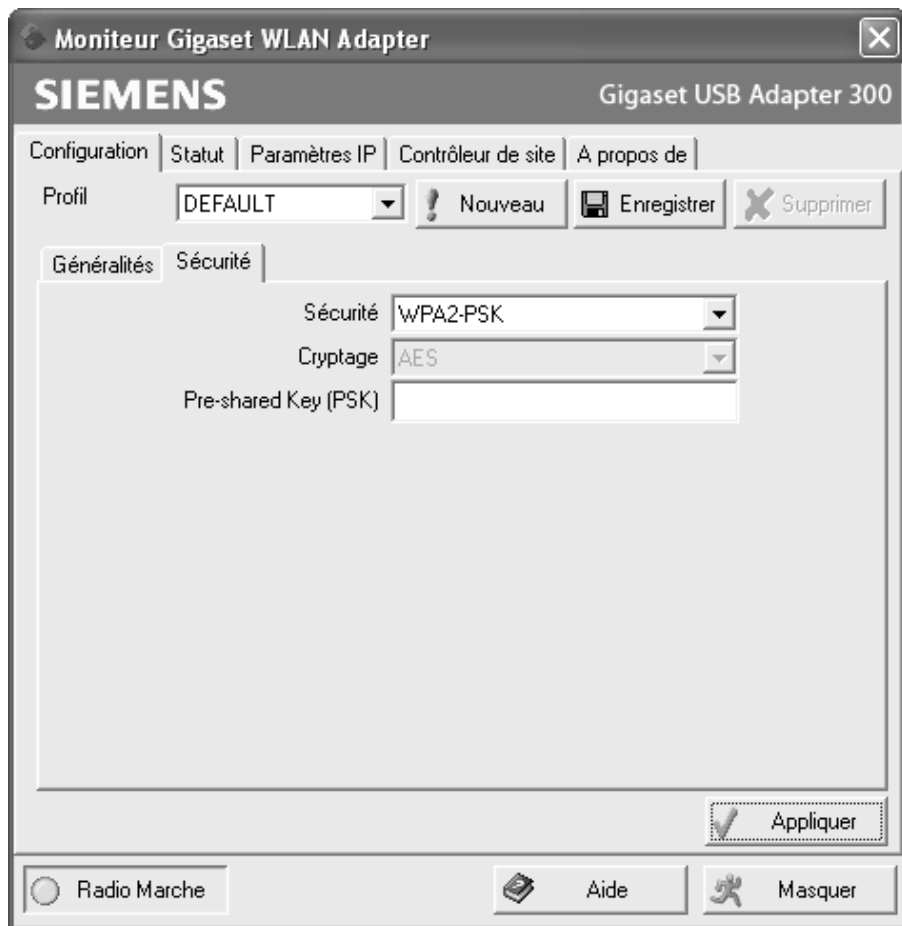 Moniteur Gigaset WLAN Adapter
SIEMENS Gigaset USB Adapter 300
Configuration Statut Paramètres IP Contrôleur de site A propos de
Profil DEFAULT Nouveau Enregistrer Supprimer
Généralités Sécurité
Sécurité WPA2-PSK
Cryptage AES
Pre-shared Key (PSK)
Appliquer
Radio Marche Aide Masquer